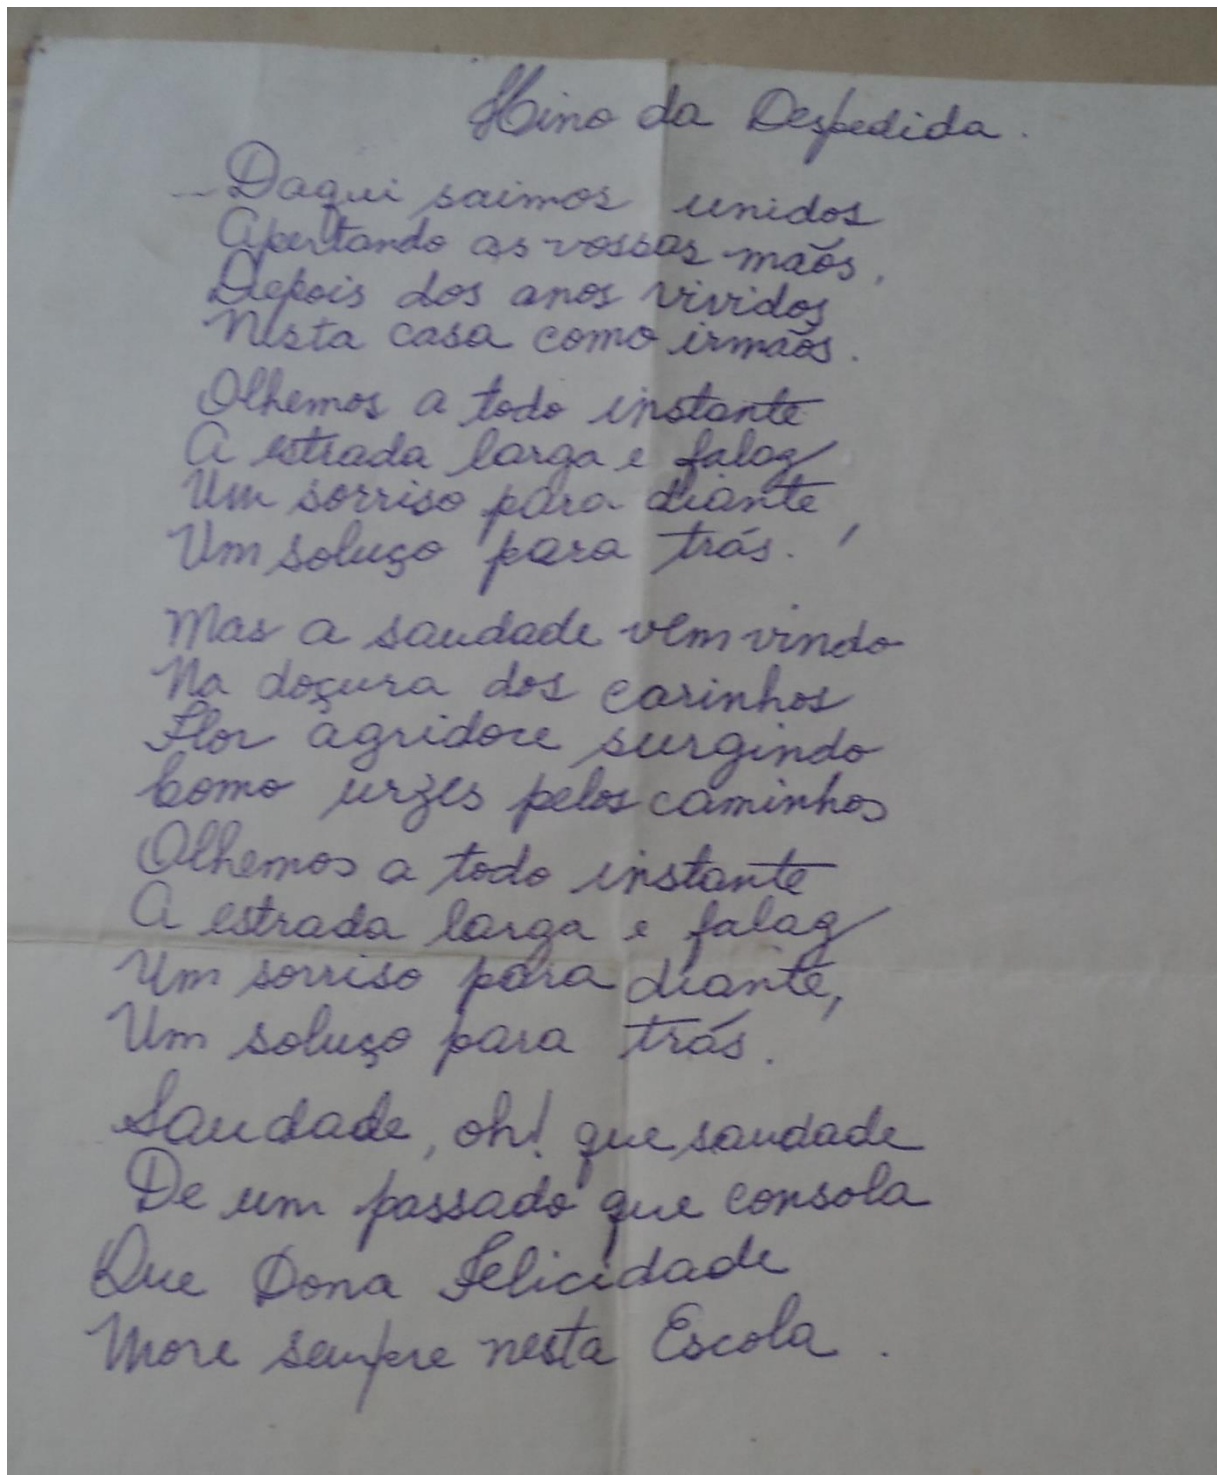 Hino da Despedida.
- Daqui saimos unidos
Apertando as vossas mãos,
Depois dos anos vividos
Nesta casa como irmãos.
Olhemos a todo instante
A estrada larga e falaz
Um sorriso para diante,
Um soluço para trás.
Mas a saudade vem vindo
Na doçura dos carinhos
Flor agridoce surgindo
Como urzes pelos caminhos
Olhemos a todo instante
A estrada larga e falaz
Um sorriso para diante,
Um soluço para trás.
Saudade, oh! que saudade
De um passado que consola
Que Dona Felicidade
More sempre nesta Escola.